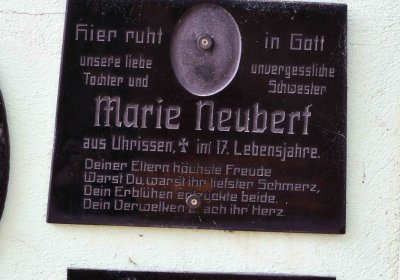 Hier ruht in Gott
unsere liebe unvergessliche
Tochter und Schwester
Marie Neubert
aus Uhrissen, ✝ im 17. Lebensjahre.
Deiner Eltern höchste Freude
Warst Du, warst ihr tiefster Schmerz,
Dein Erblühen entzückte beide,
Dein Verwelken brach ihr Herz.